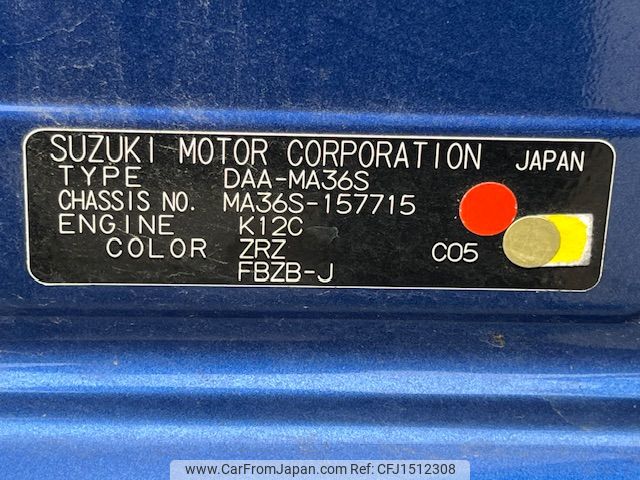 SUZUKI MOTOR CORPORATION JAPAN
TYPE DAA-MA36S
CHASSIS NO. MA36S-157715
ENGINE K12C
COLOR ZRZ C05
FBZB-J
www.CarFromJapan.com © CarFromJapan - CFJ1512308